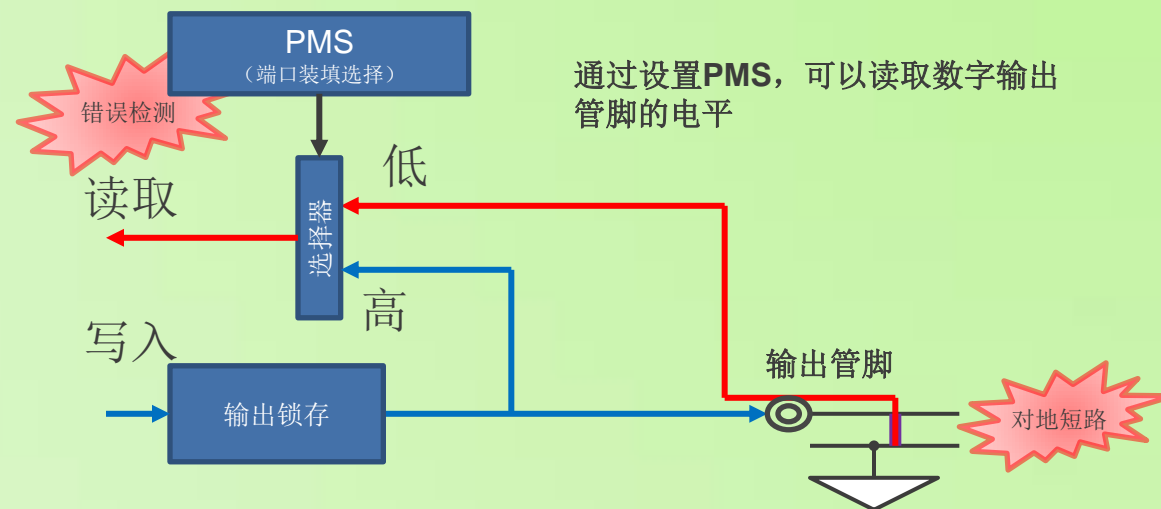 PMS
（端口装填选择）
通过设置PMS，可以读取数字输出
管脚的电平
错误检测
低
读取
选择器
高
写入
输出管脚
输出锁存
对地短路